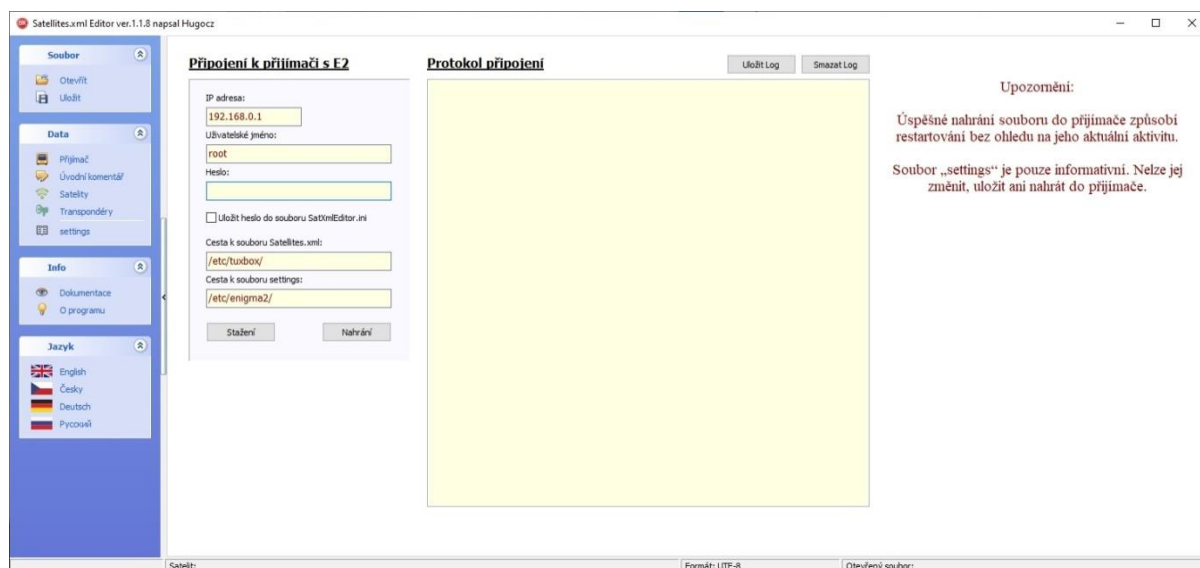 Satellites.xml Editor ver.1.1.8 napsal Hugocz
Soubor
Otevřít
Uložit
Data
Přijímač
Úvodní komentář
Satelity
Transpondéry
settings
Info
Dokumentace
O programu
Jazyk
English
Česky
Deutsch
Русский
Připojení k přijímači s E2
IP adresa:
192.168.0.1
Uživatelské jméno:
root
Heslo:
Uložit heslo do souboru SatXmlEditor.ini
Cesta k souboru Satellites.xml:
/etc/tuxbox/
Cesta k souboru settings:
/etc/enigma2/
Stažení
Nahrání
Protokol připojení
Uložit Log
Smazat Log
Upozornění:
Úspěšné nahrání souboru do přijímače způsobí
restartování bez ohledu na jeho aktuální aktivitu.
Soubor „settings“ je pouze informativní. Nelze jej
změnit, uložit ani nahrát do přijímače.
Satelit:
Formát: UTF-8
Otevřený soubor: